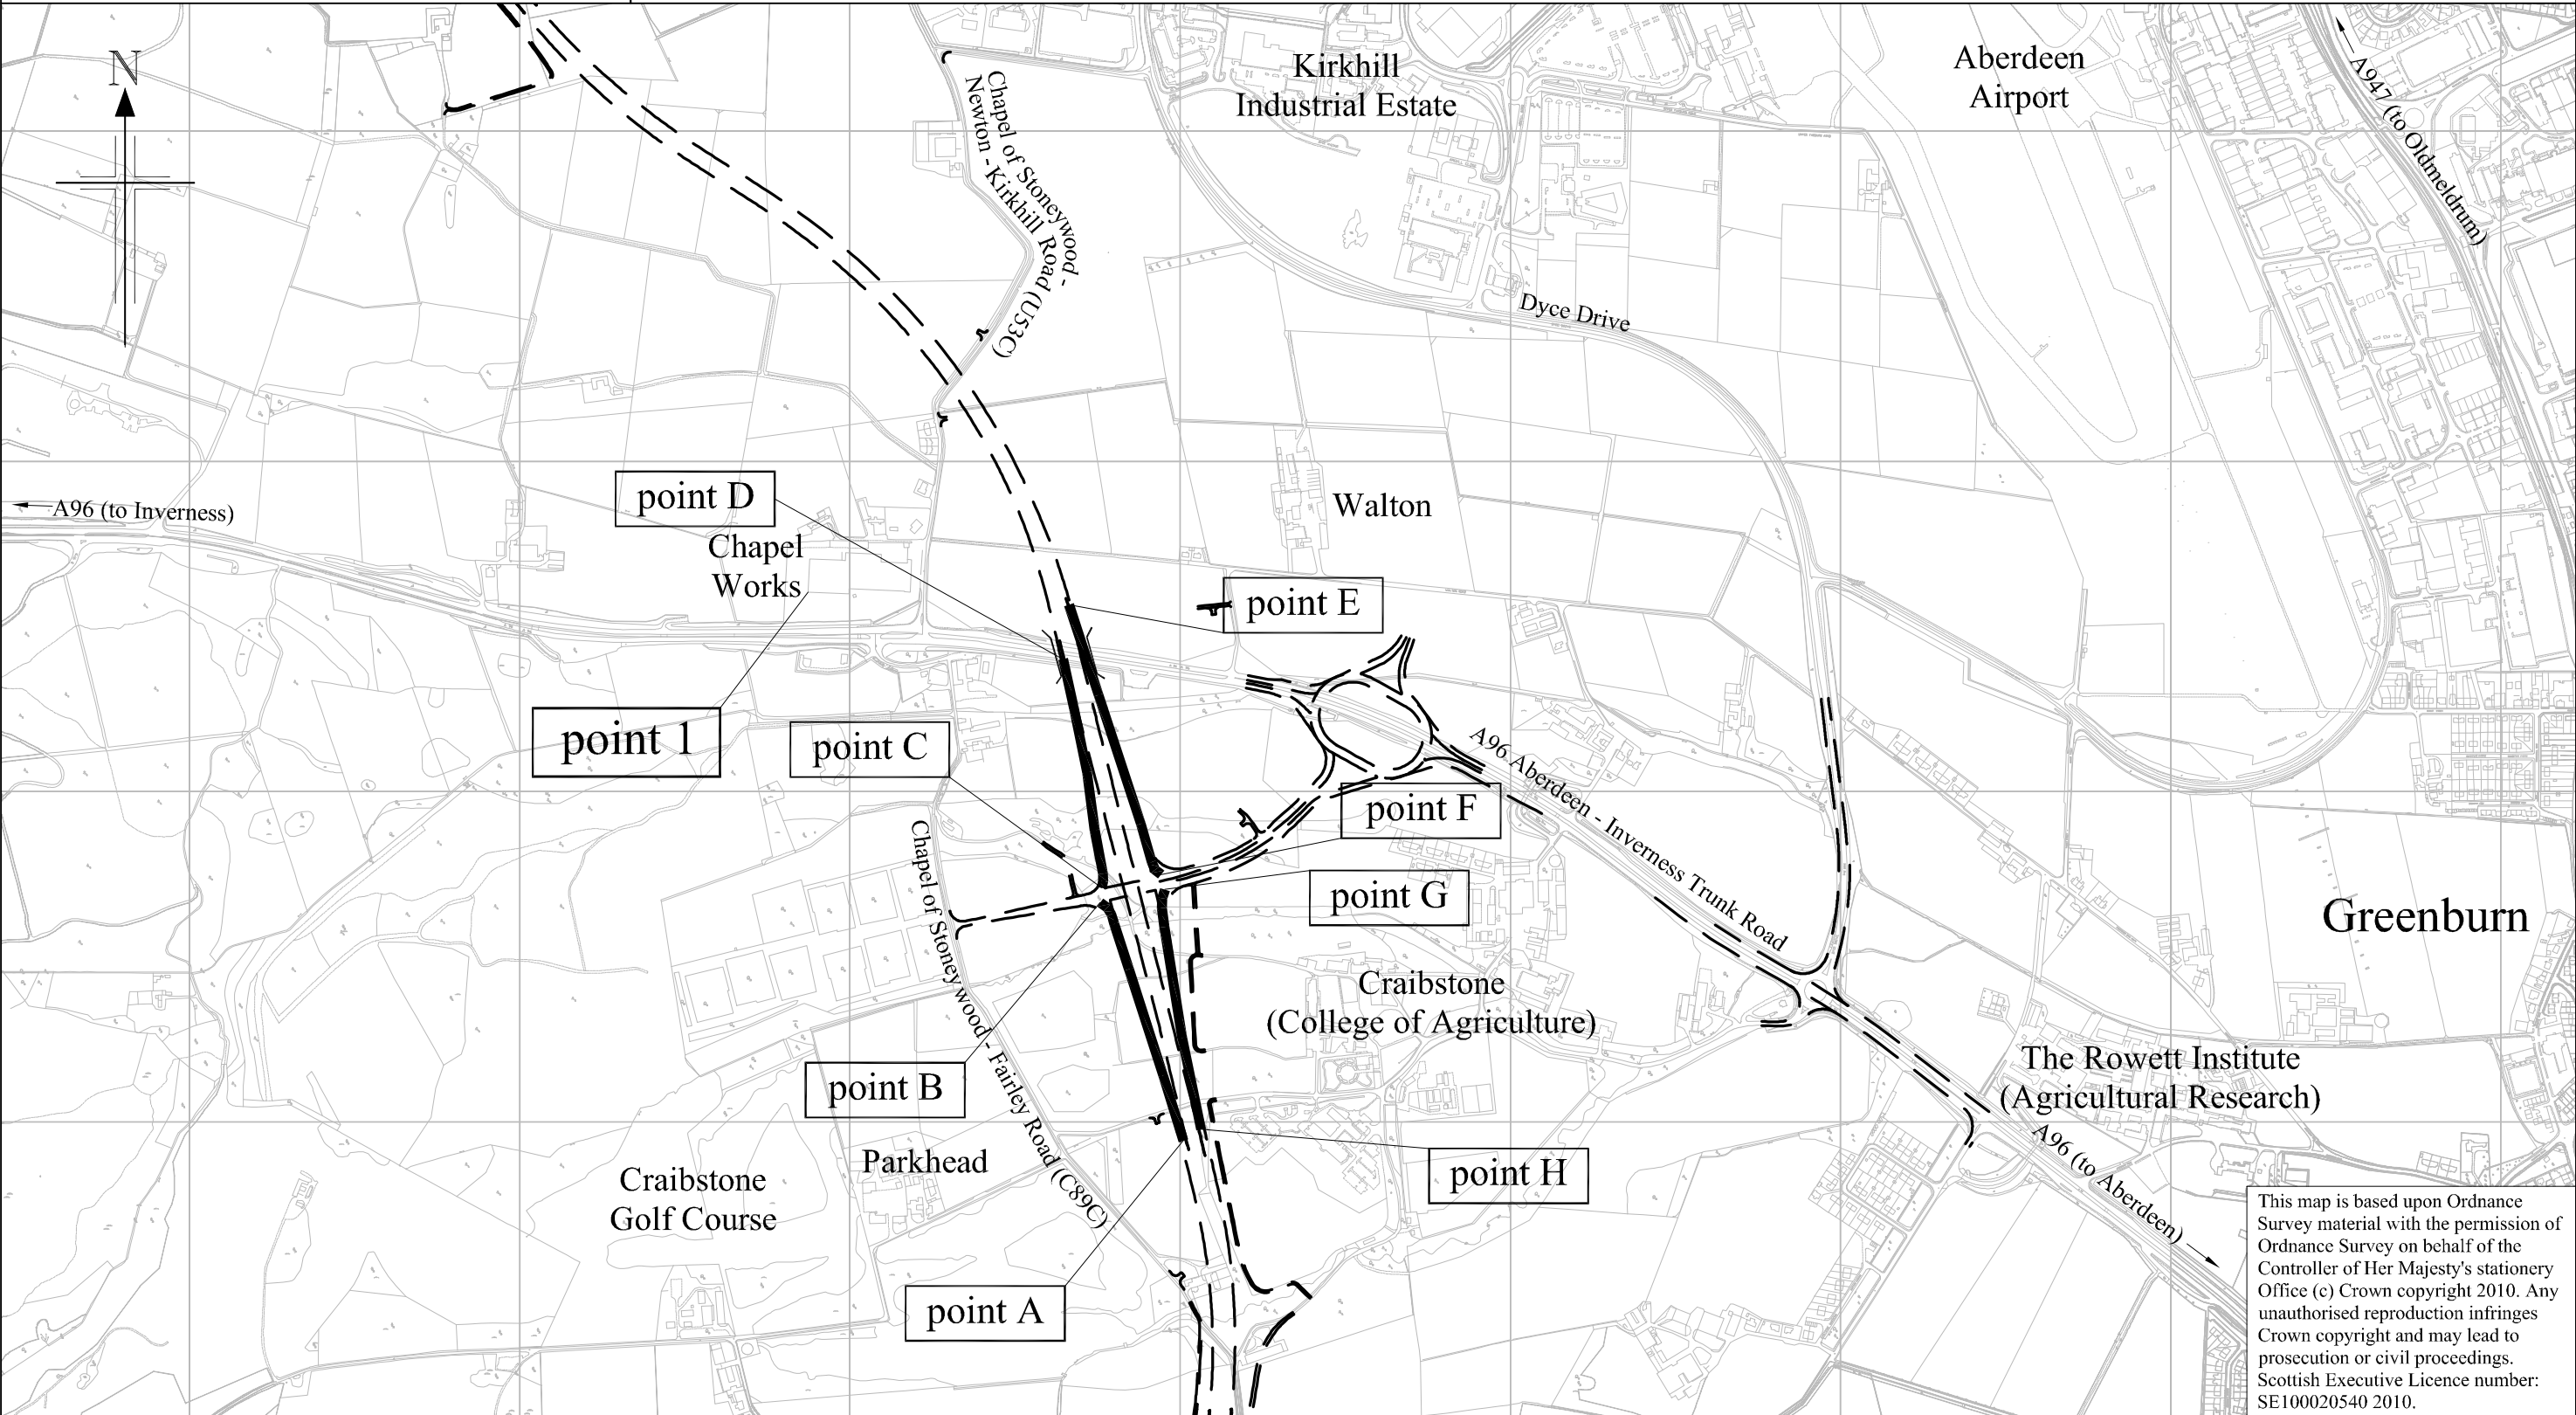 N
Kirkhill
Industrial Estate
Aberdeen
Airport
A947 (to Oldmeldrum)
Chapel of Stoneywood -
Newton - Kirkhill Road (U53C)
Dyce Drive
point D
A96 (to Inverness)
Walton
Chapel
Works
point E
point 1
point C
A96 Aberdeen - Inverness Trunk Road
point F
Chapel of Stoneywood - Fairley Road (C89C)
point G
Greenburn
Craibstone
(College of Agriculture)
point B
The Rowett Institute
(Agricultural Research)
Parkhead
Craibstone
Golf Course
point H
A96 (to Aberdeen)
point A
This map is based upon Ordnance
Survey material with the permission of
Ordnance Survey on behalf of the
Controller of Her Majesty's stationery
Office (c) Crown copyright 2010. Any
unauthorised reproduction infringes
Crown copyright and may lead to
prosecution or civil proceedings.
Scottish Executive Licence number:
SE100020540 2010.